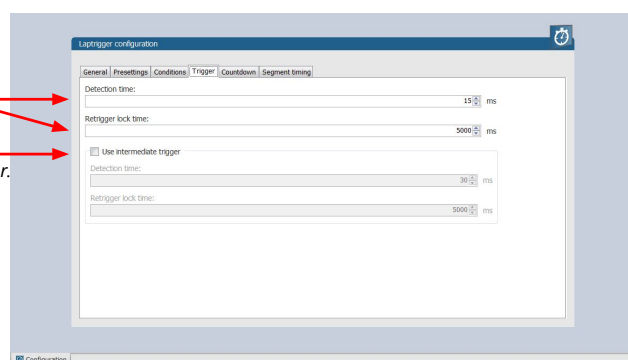 Laptrigger configuration
General Presettings Conditions Trigger Countdown Segment timing
Detection time:
15 ms
Retrigger lock time:
5000 ms
r.
Use intermediate trigger
Detection time:
30 ms
Retrigger lock time:
5000 ms
Configuration